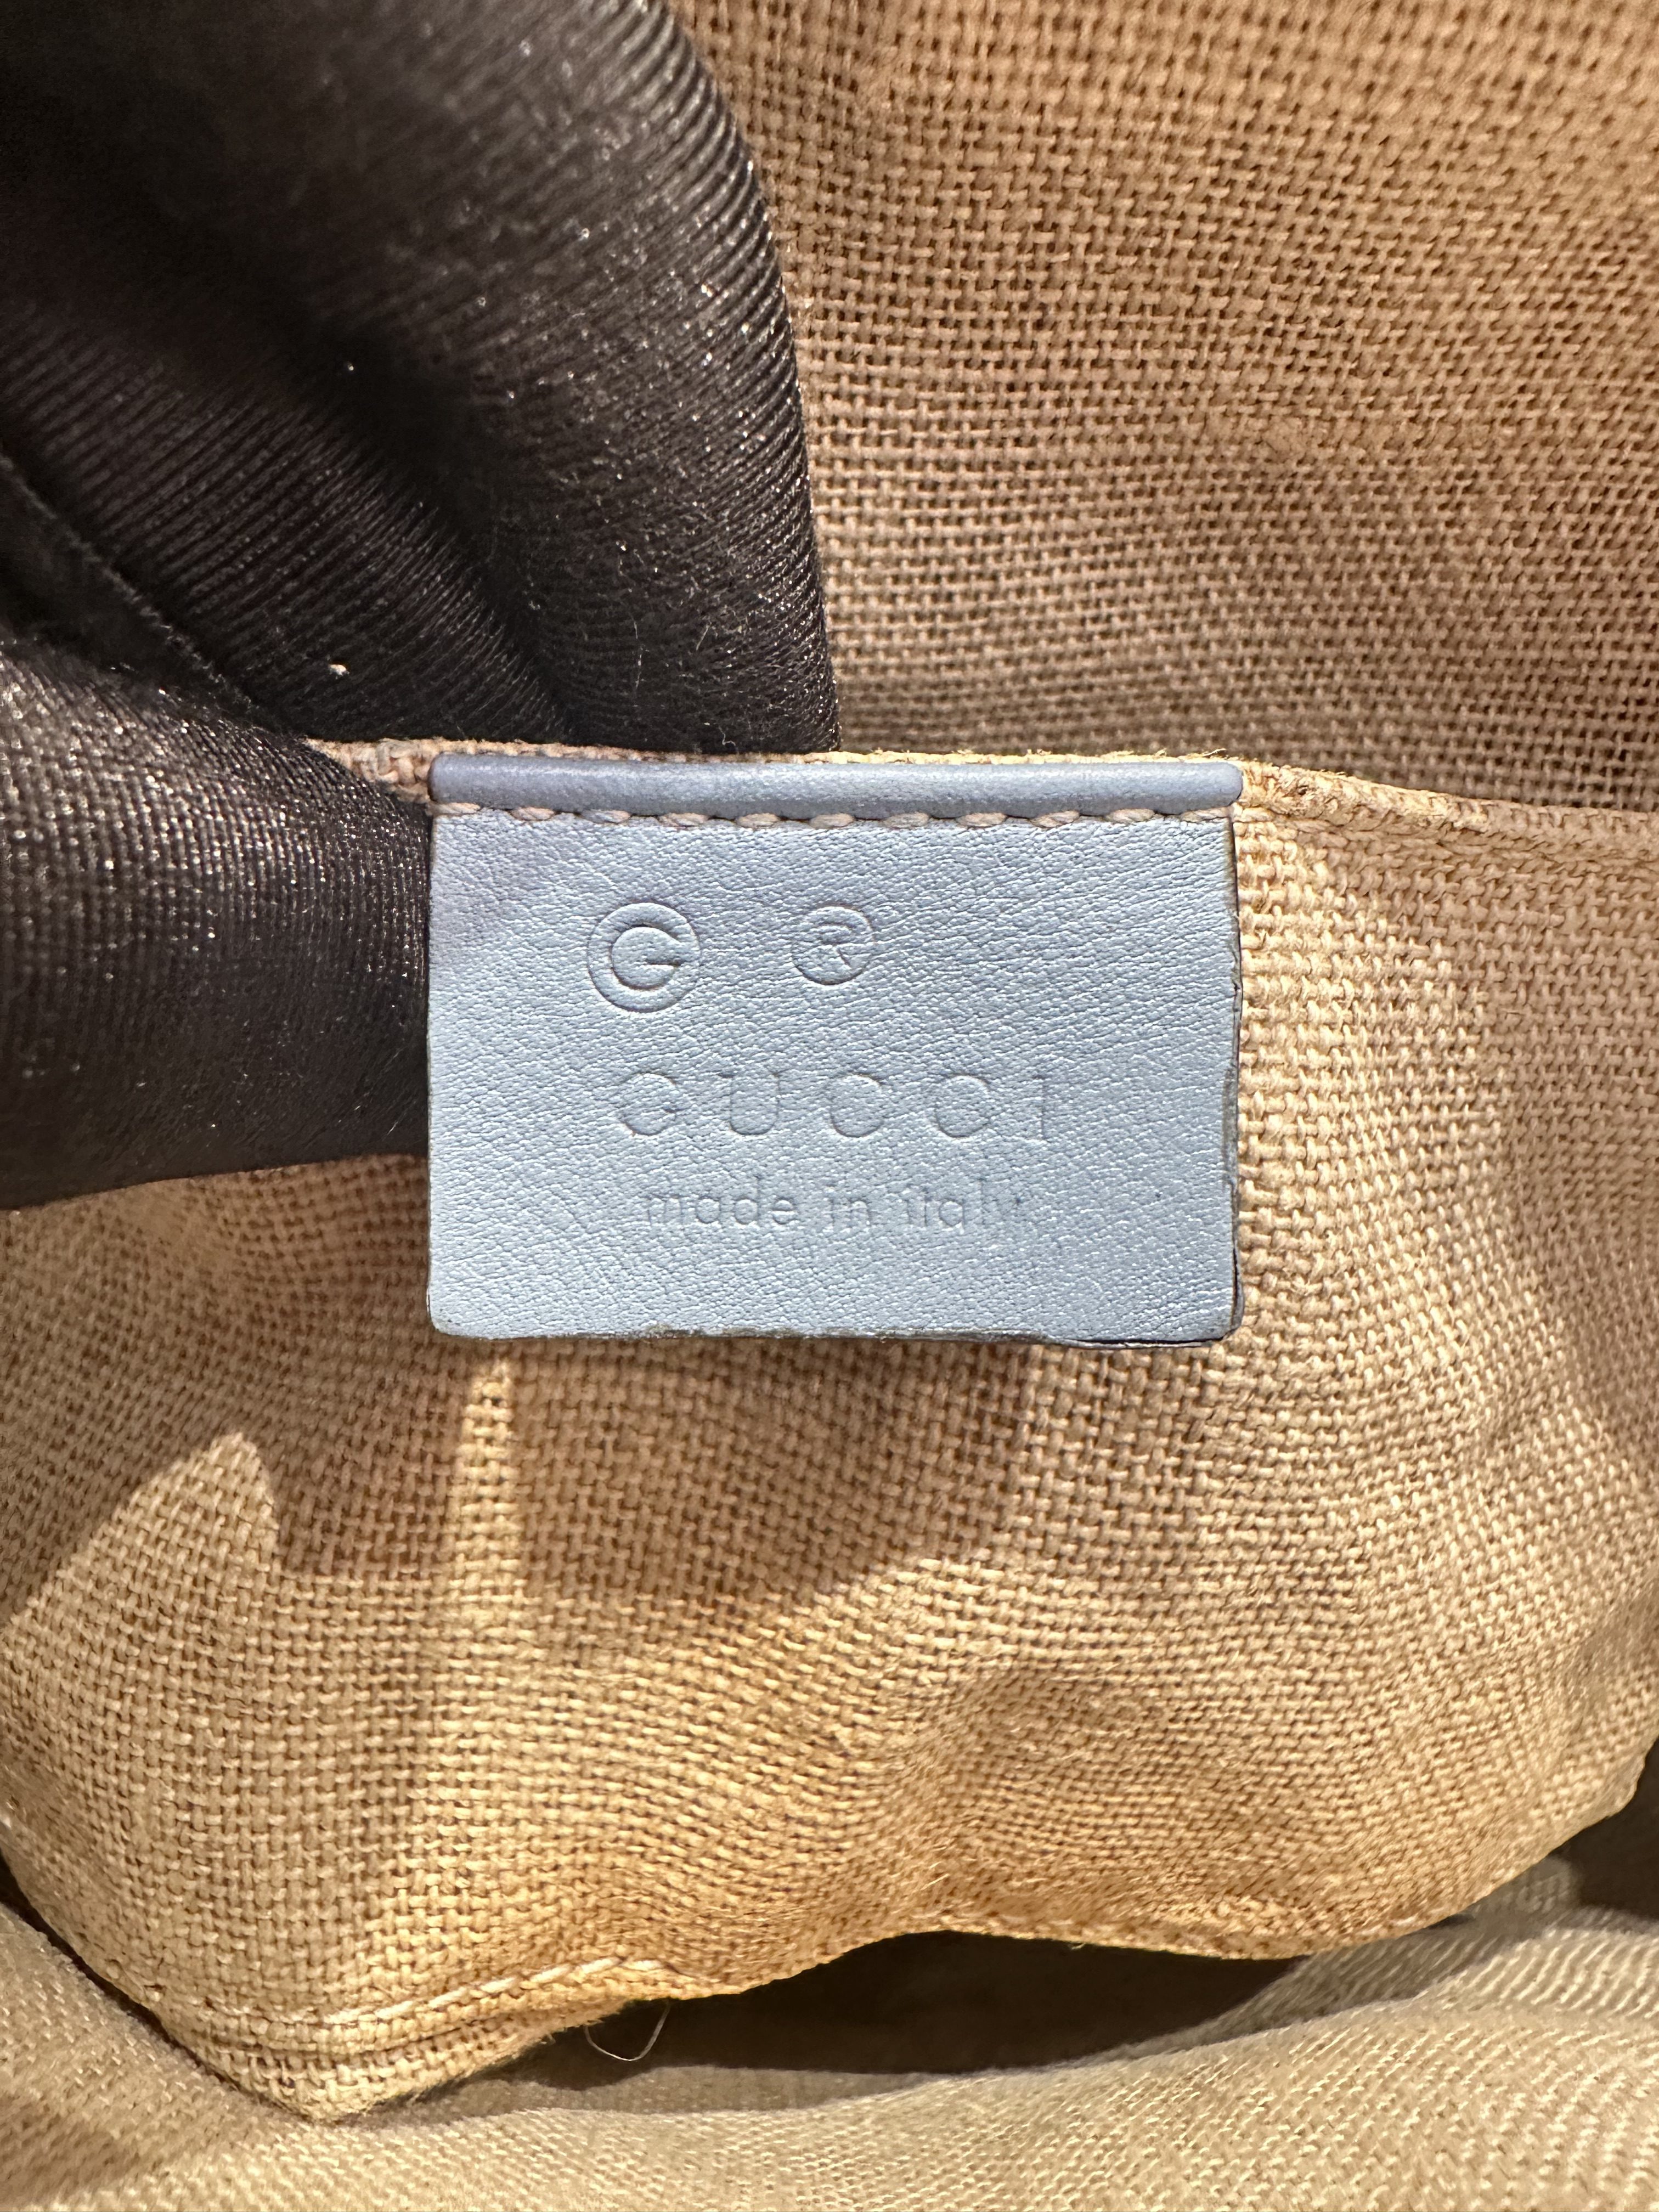 Ⓖ ®
GUCCI
made in italy